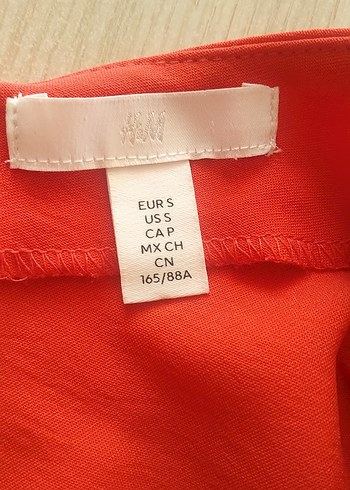 H&M
EUR S
US S
CA P
MX CH
CN
165/88A